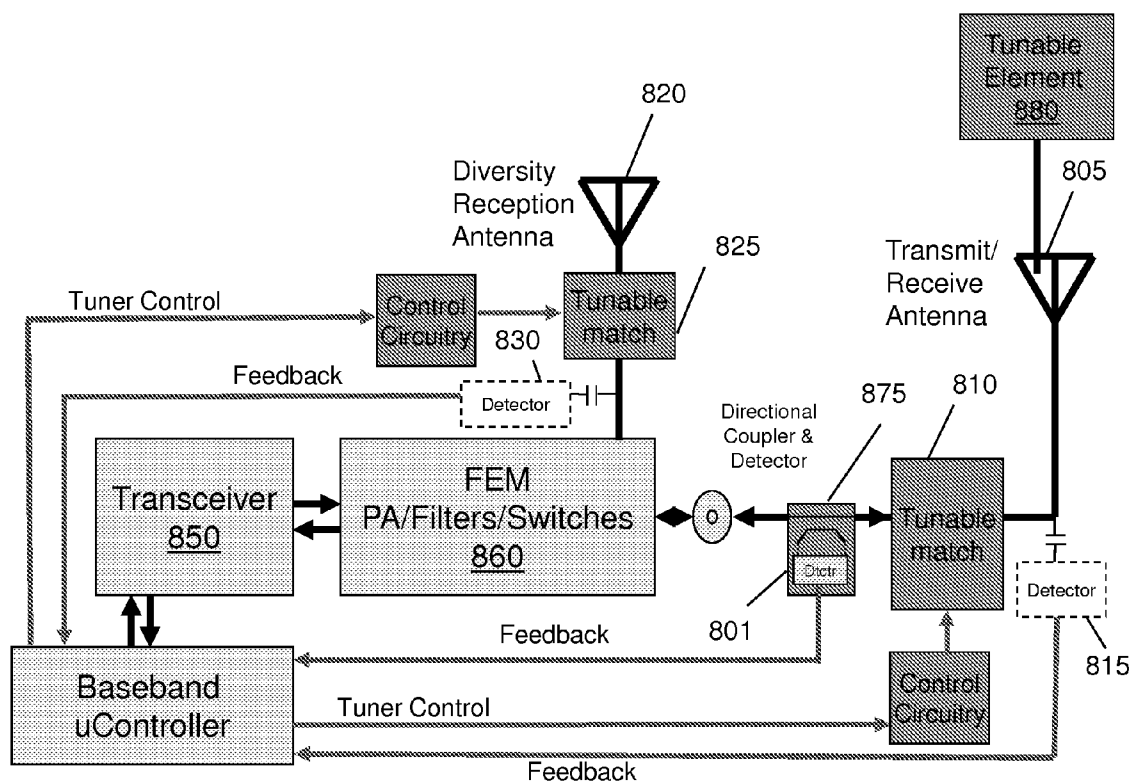 Tunable
Element
880
820
805
Diversity
Reception
Antenna
825
Transmit/
Receive
Antenna
Tuner Control
Control
Circuitry
Tunable
match
830
Feedback
Detector
875
810
Directional
Coupler &
Detector
Transceiver
850
FEM
PA/Filters/Switches
860
Tunable
match
Dtctr
Detector
801
815
Feedback
Baseband
uController
Control
Circuitry
Tuner Control
Feedback